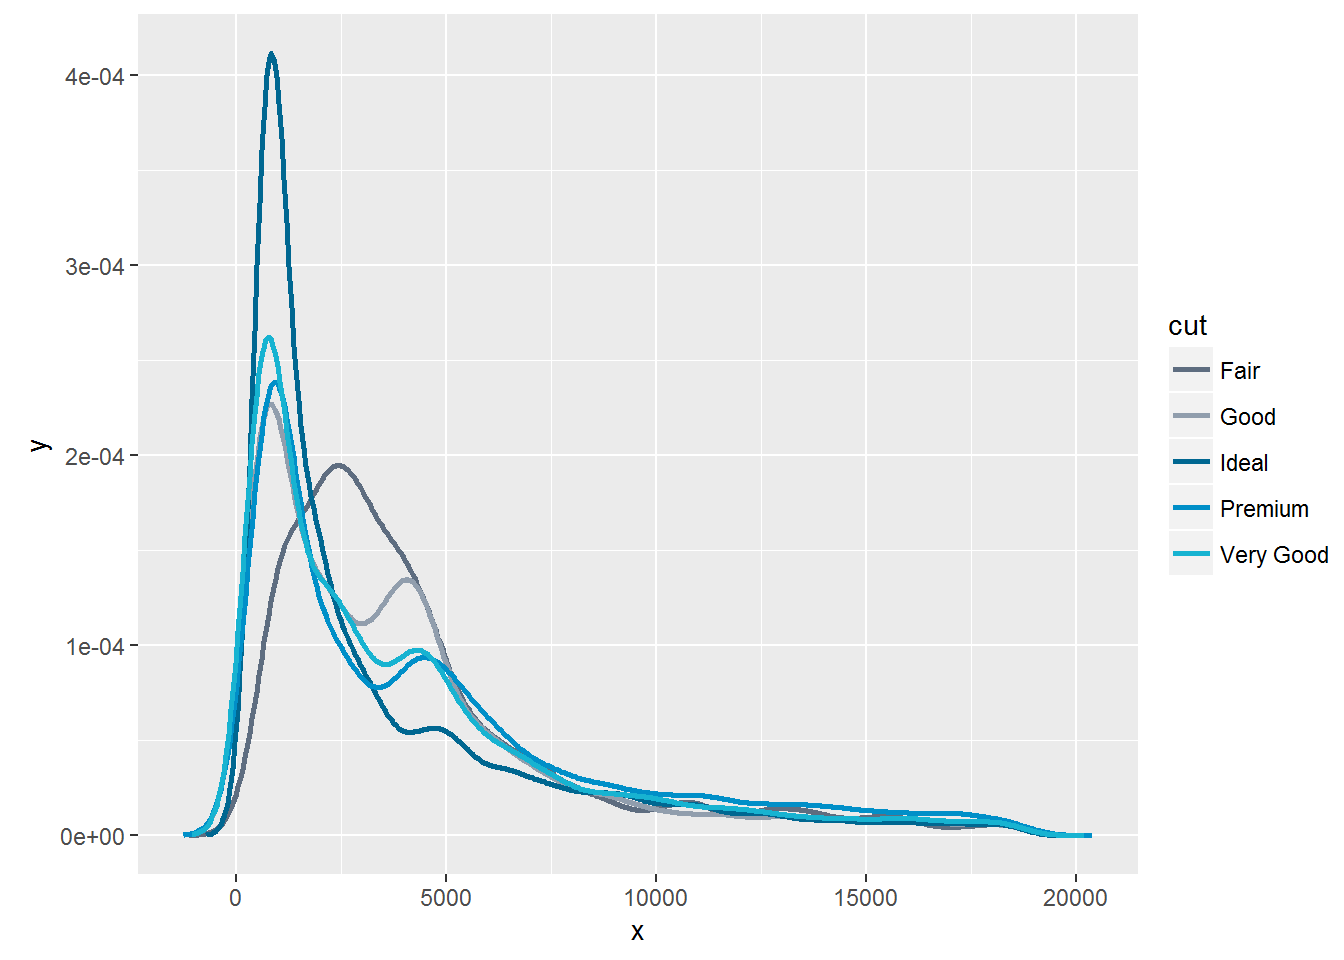 4e-04
3e-04
2e-04
1e-04
0e+00
y
0
5000
10000
15000
20000
x
cut
Fair
Good
Ideal
Premium
Very Good